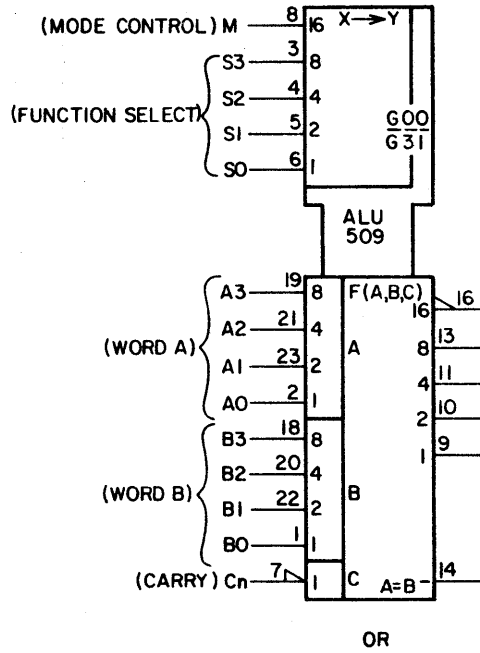 (MODE CONTROL) M 8 16 X→Y
S3 3 8
(FUNCTION SELECT) S2 4 4
S1 5 2
S0 6 1
G00
G31
ALU
509
A3 19 8 F(A,B,C) 16 16
(WORD A) A2 21 4 A 8 13
A1 23 2 4 11
A0 2 1 2 10
B3 18 8 1 9
(WORD B) B2 20 4 B
B1 22 2
B0 1 1
(CARRY) Cn 7 1 C A=B 14
OR